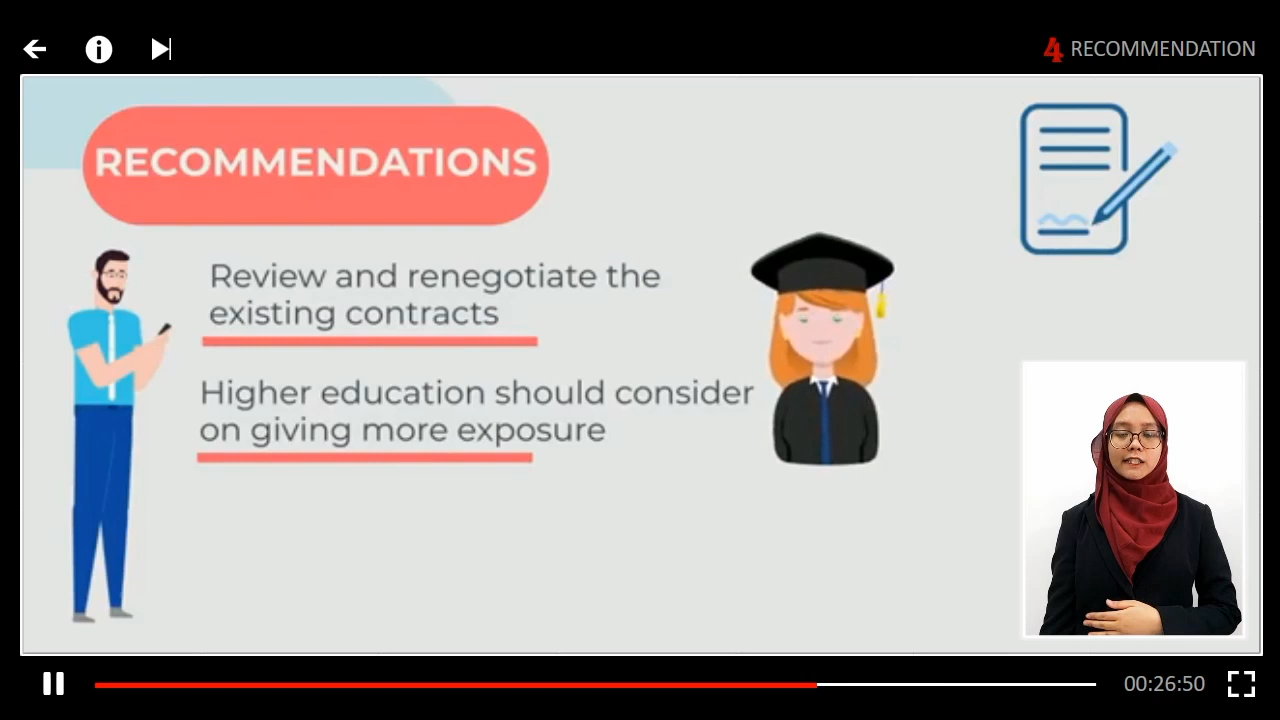 4 RECOMMENDATION
RECOMMENDATIONS
Review and renegotiate the
existing contracts
Higher education should consider
on giving more exposure
00:26:50